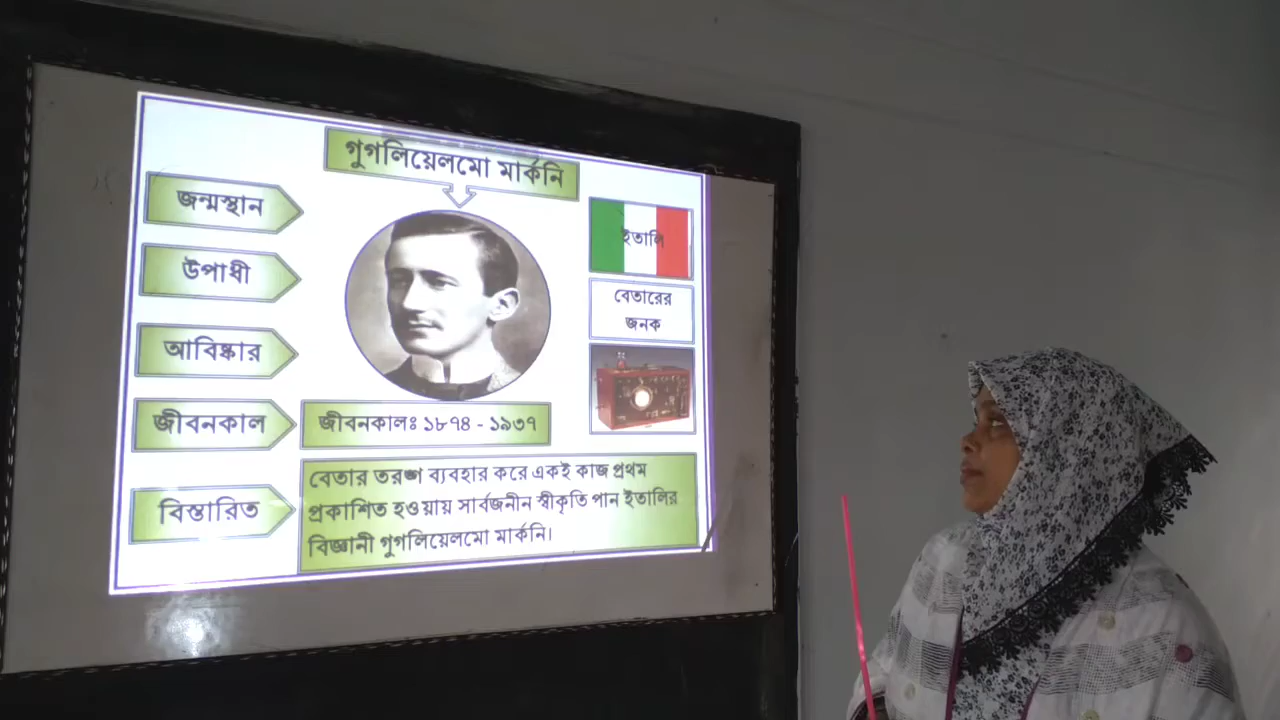 গুগলিয়েলমো মার্কনি
জন্মস্থান
ইতালি
উপাধী
বেতারের
জনক
আবিষ্কার
জীবনকাল
জীবনকালঃ ১৮৭৪ - ১৯৩৭
বিস্তারিত
বেতার তরঙ্গ ব্যবহার করে একই কাজ প্রথম
প্রকাশিত হওয়ায় সার্বজনীন স্বীকৃতি পান ইতালির
বিজ্ঞানী গুগলিয়েলমো মার্কনি।